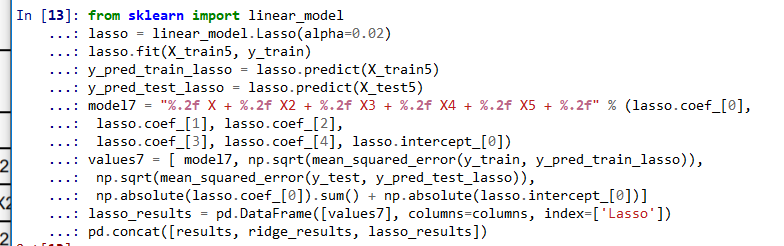 In [13]: from sklearn import linear_model
...: lasso = linear_model.Lasso(alpha=0.02)
...: lasso.fit(X_train5, y_train)
...: y_pred_train_lasso = lasso.predict(X_train5)
...: y_pred_test_lasso = lasso.predict(X_test5)
...: model7 = "%.2f X + %.2f X2 + %.2f X3 + %.2f X4 + %.2f X5 + %.2f" % (lasso.coef_[0],
...:  lasso.coef_[1], lasso.coef_[2],
...:  lasso.coef_[3], lasso.coef_[4], lasso.intercept_[0])
...: values7 = [ model7, np.sqrt(mean_squared_error(y_train, y_pred_train_lasso)),
...:  np.sqrt(mean_squared_error(y_test, y_pred_test_lasso)),
...:  np.absolute(lasso.coef_[0]).sum() + np.absolute(lasso.intercept_[0])]
...: lasso_results = pd.DataFrame([values7], columns=columns, index=['Lasso'])
...: pd.concat([results, ridge_results, lasso_results])